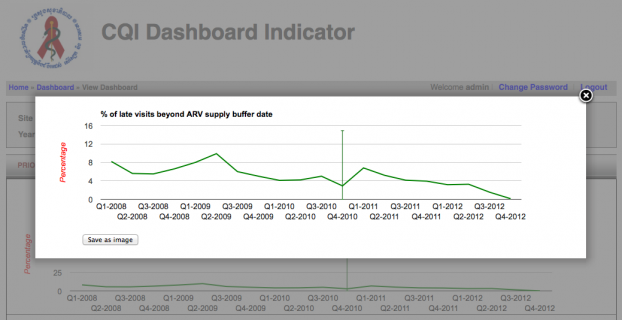 CQI Dashboard Indicator
Home » Dashboard » View Dashboard
Welcome admin Change Password Logout
Site
Year
PRIO
% of late visits beyond ARV supply buffer date
Percentage
16
12
8
4
0
Q1-2008 Q3-2008 Q1-2009 Q3-2009 Q1-2010 Q3-2010 Q1-2011 Q3-2011 Q1-2012 Q3-2012
Q2-2008 Q4-2008 Q2-2009 Q4-2009 Q2-2010 Q4-2010 Q2-2011 Q4-2011 Q2-2012 Q4-2012
Save as image
Percentage
25
0
Q1-2008 Q3-2008 Q1-2009 Q3-2009 Q1-2010 Q3-2010 Q1-2011 Q3-2011 Q1-2012 Q3-2012
Q2-2008 Q4-2008 Q2-2009 Q4-2009 Q2-2010 Q4-2010 Q2-2011 Q4-2011 Q2-2012 Q4-2012